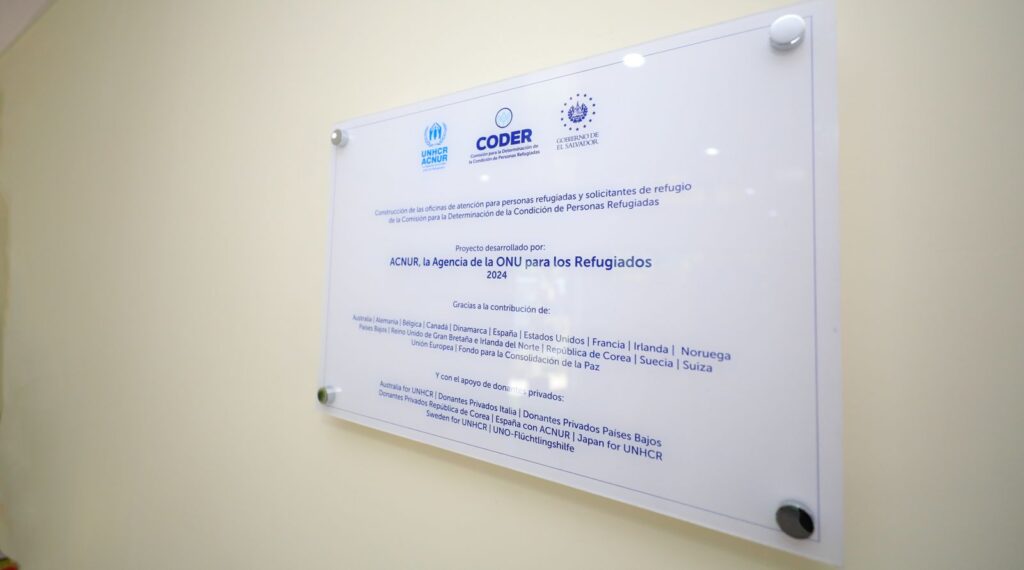 UNHCR
ACNUR
CODER
Comisión para la Determinación de
la Condición de Personas Refugiadas
GOBIERNO DE
EL SALVADOR
Construcción de las oficinas de atención para personas refugiadas y solicitantes de refugio
de la Comisión para la Determinación de la Condición de Personas Refugiadas
Proyecto desarrollado por:
ACNUR, la Agencia de la ONU para los Refugiados
2024
Gracias a la contribución de:
Australia | Alemania | Bélgica | Canadá | Dinamarca | España | Estados Unidos | Francia | Irlanda | Noruega
Países Bajos | Reino Unido de Gran Bretaña e Irlanda del Norte | República de Corea | Suecia | Suiza
Unión Europea | Fondo para la Consolidación de la Paz
Y con el apoyo de donantes privados:
Australia for UNHCR | Donantes Privados Italia | Donantes Privados Países Bajos
Donantes Privados República de Corea | España con ACNUR | Japan for UNHCR
Sweden for UNHCR | UNO-Flüchtlingshilfe